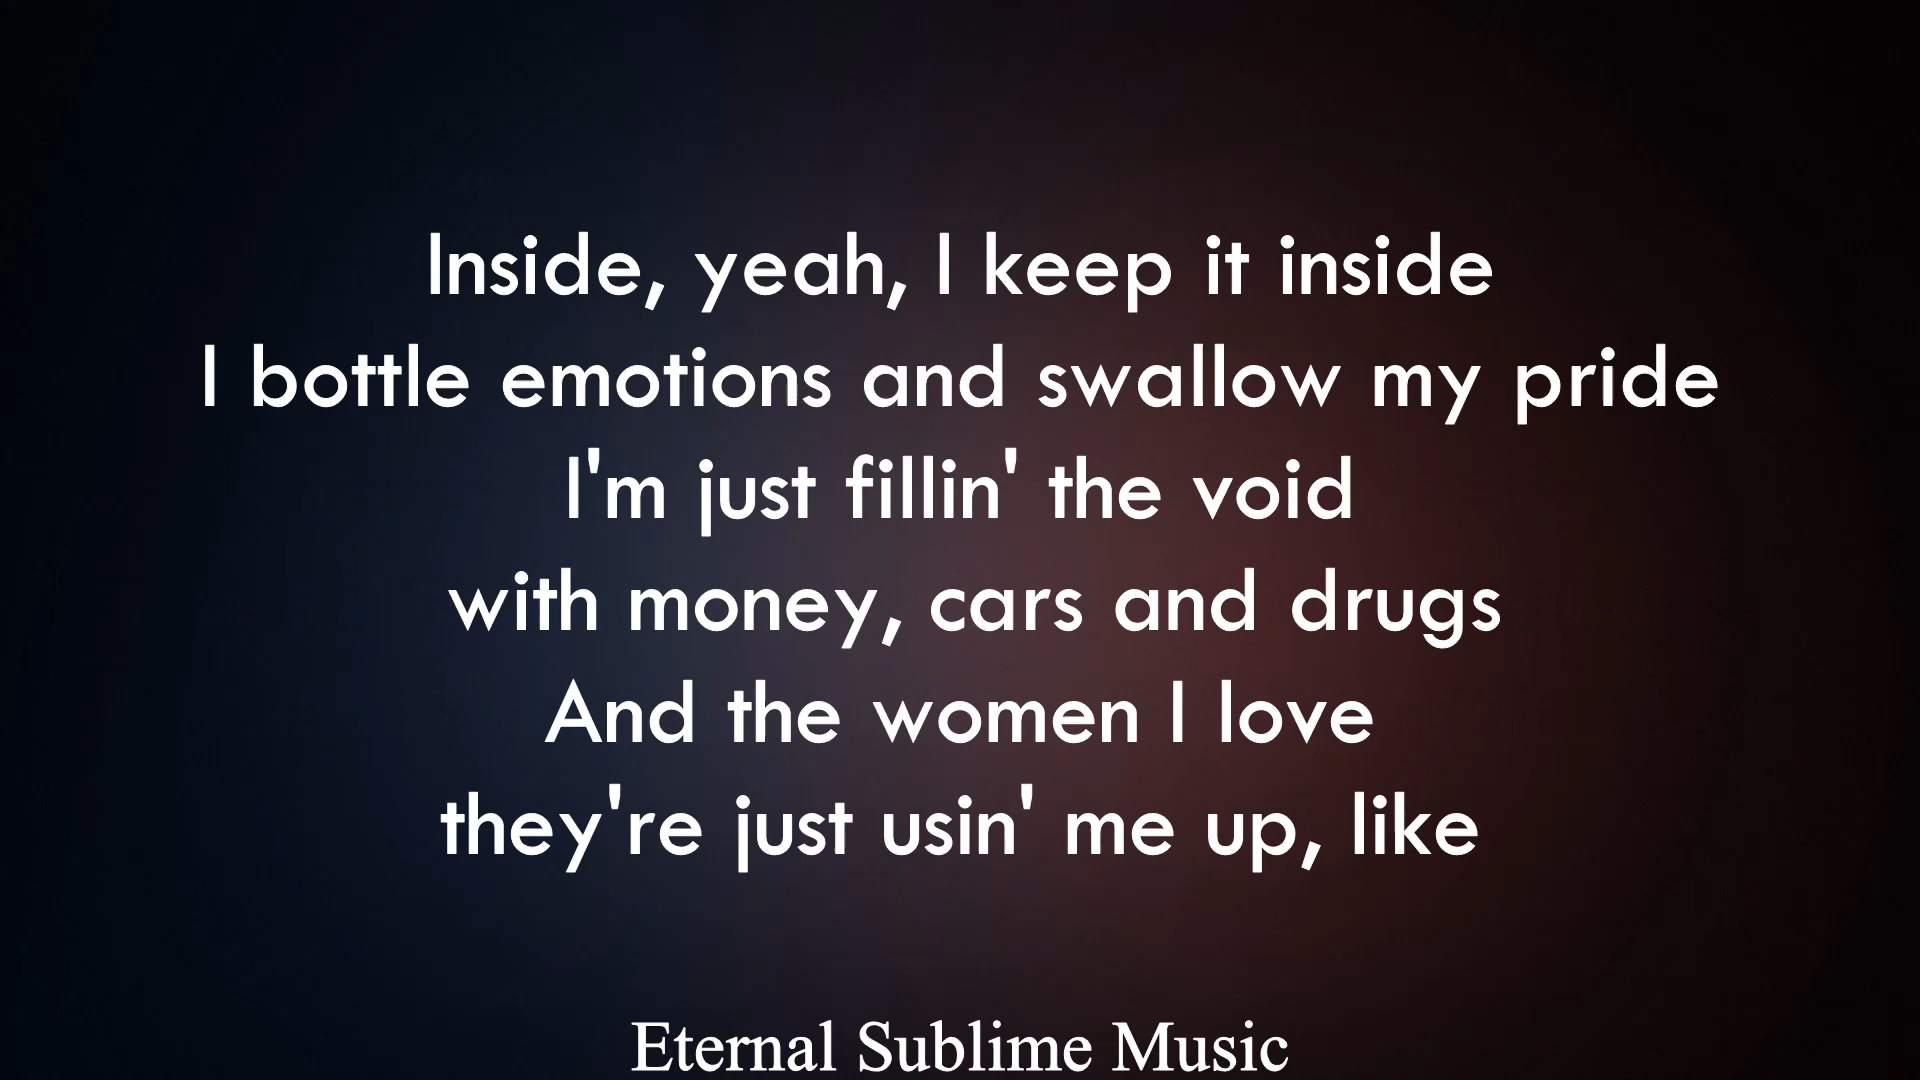 Inside, yeah, I keep it inside
I bottle emotions and swallow my pride
I'm just fillin' the void
with money, cars and drugs
And the women I love
they're just usin' me up, like
Eternal Sublime Music